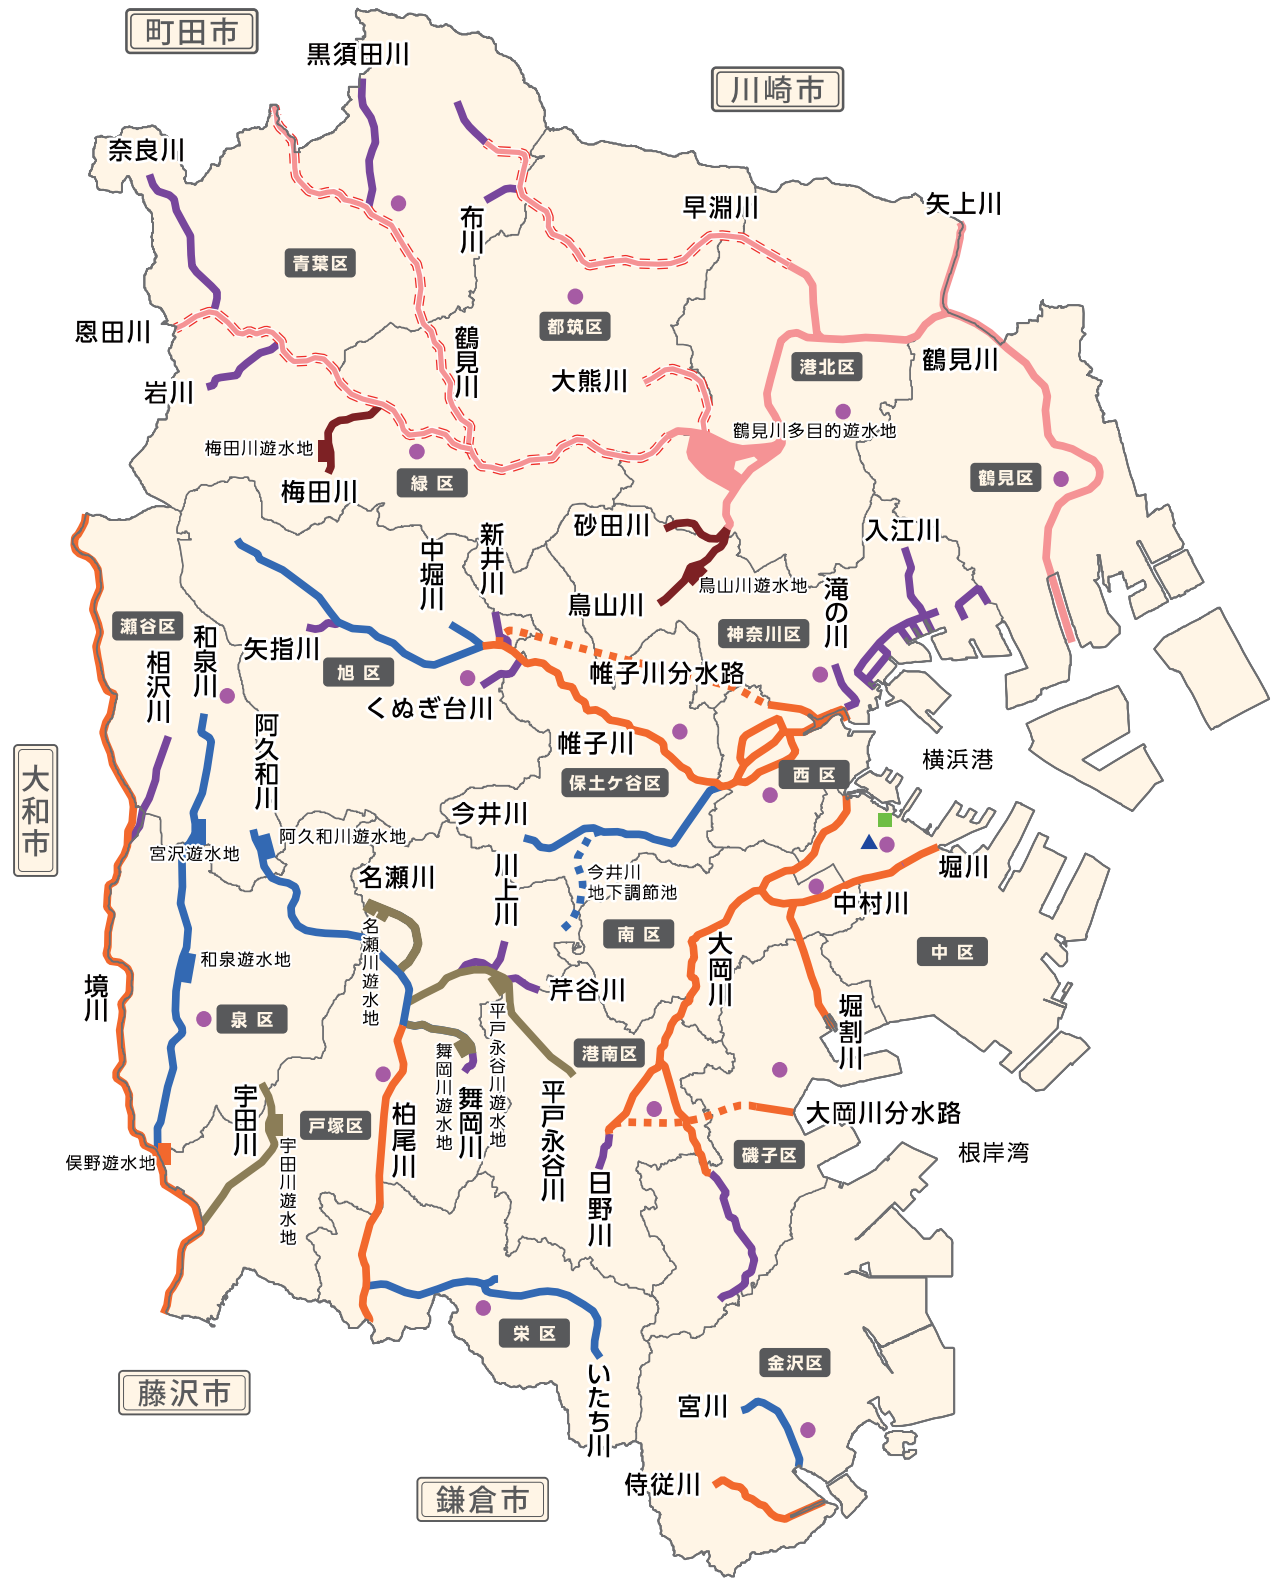 町田市
黒須田川
川崎市
奈良川
布川
早淵川
矢上川
青葉区
恩田川
都筑区
鶴見川
鶴見川
岩川
大熊川
港北区
梅田川遊水地
鶴見川多目的遊水地
緑 区
鶴見区
梅田川
砂田川
入江川
新井川
中堀川
鳥山川遊水地
鳥山川
滝の川
瀬谷区
和泉川
神奈川区
矢指川
相沢川
旭 区
帷子川分水路
くぬぎ台川
阿久和川
帷子川
横浜港
大和市
保土ケ谷区
西 区
今井川
阿久和川遊水地
宮沢遊水地
川上川
今井川
地下調節池
堀川
名瀬川
中村川
名瀬川遊水地
南 区
大岡川
中 区
和泉遊水地
境川
芹谷川
堀割川
泉 区
平戸永谷川遊水地
港南区
舞岡川遊水地
宇田川
舞岡川
平戸永谷川
柏尾川
戸塚区
大岡川分水路
宇田川遊水地
俣野遊水地
磯子区
根岸湾
日野川
栄 区
いたち川
金沢区
藤沢市
宮川
侍従川
鎌倉市